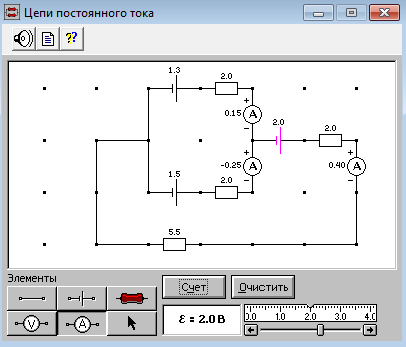 Цепи постоянного тока
??
1.3
2.0
+
0.15 A
−
2.0
2.0
+
-0.25 A
−
+
0.40 A
−
1.5
2.0
5.5
Элементы
Счет
Очистить
V
A
ε = 2.0 В
0.0 1.0 2.0 3.0 4.0